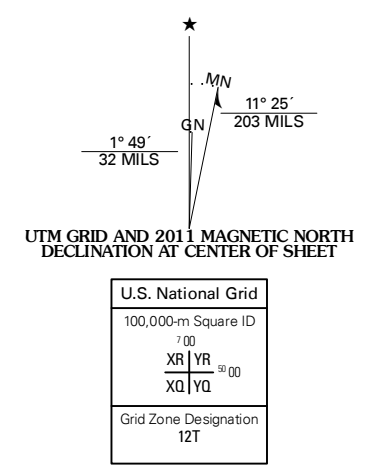 ★
MN
GN
11° 25´
203 MILS
1° 49´
32 MILS
UTM GRID AND 2011 MAGNETIC NORTH
DECLINATION AT CENTER OF SHEET
U.S. National Grid
100,000-m Square ID
7 00
XR YR
50 00
XQ YQ
Grid Zone Designation
12T